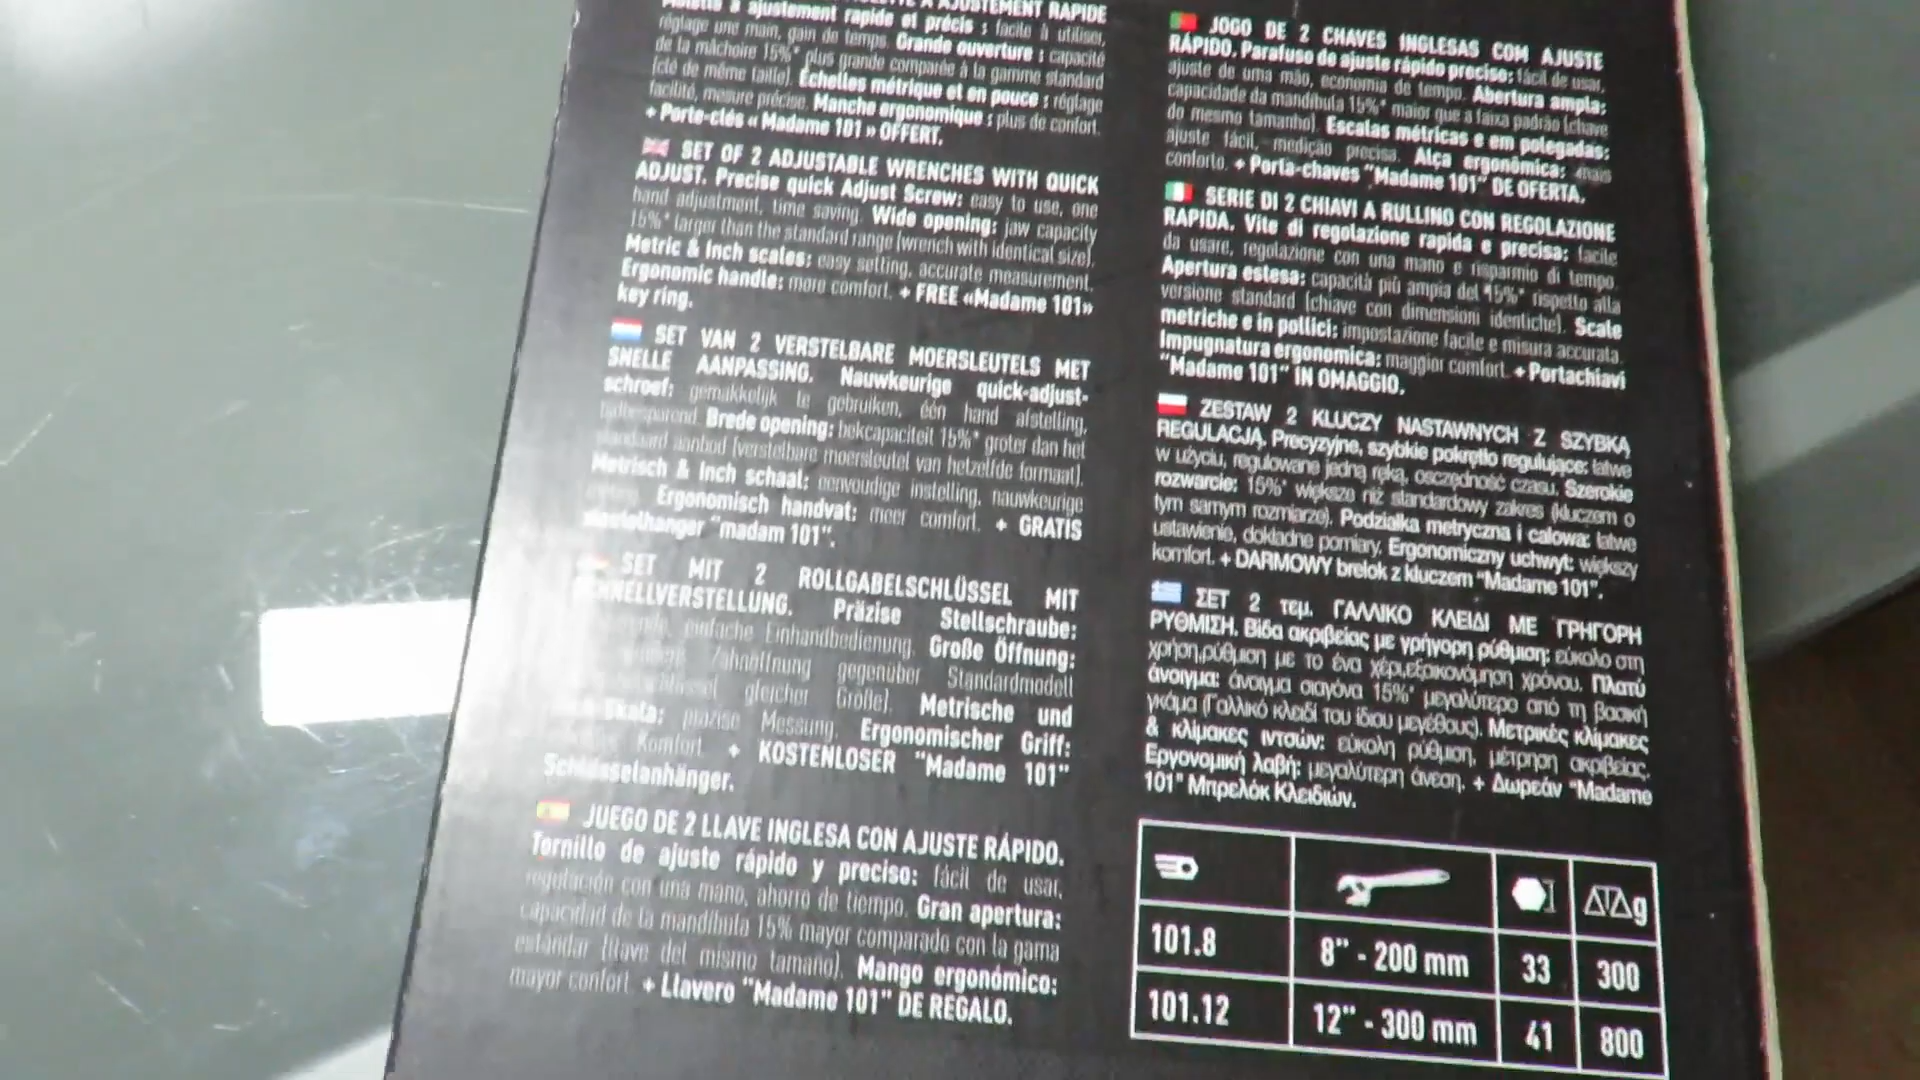 À AJUSTEMENT RAPIDE
à ajustement rapide et précis : facile à utiliser,
réglage une main, gain de temps. Grande ouverture : capacité
de la mâchoire 15%* plus grande comparée à la gamme standard
(clé de même taille). Échelles métrique et en pouce : réglage
facilité, mesure précise. Manche ergonomique : plus de confort.
+ Porte-clés « Madame 101 » OFFERT.
SET OF 2 ADJUSTABLE WRENCHES WITH QUICK
ADJUST. Precise quick Adjust Screw: easy to use, one
hand adjustment, time saving. Wide opening: jaw capacity
15%* larger than the standard range (wrench with identical size).
Metric & Inch scales: easy setting, accurate measurement.
Ergonomic handle: more comfort. + FREE «Madame 101»
key ring.
SET VAN 2 VERSTELBARE MOERSLEUTELS MET
SNELLE AANPASSING. Nauwkeurige quick-adjust-
schroef: gemakkelijk te gebruiken, één hand afstelling,
tijdbesparend. Brede opening: bekcapaciteit 15%* groter dan het
standaard aanbod (verstelbare moersleutel van hetzelfde formaat).
Metrisch & Inch schaal: eenvoudige instelling, nauwkeurige
Ergonomisch handvat: meer comfort. + GRATIS
sleutelhanger "madam 101".
SET MIT 2 ROLLGABELSCHLÜSSEL MIT
SCHNELLVERSTELLUNG. Präzise Stellschraube:
einfache Einhandbedienung. Große Öffnung:
Zahnöffnung gegenüber Standardmodell
gleicher Größe). Metrische und
Skala: präzise Messung. Ergonomischer Griff:
Komfort. + KOSTENLOSER "Madame 101"
Schlüsselanhänger.
JUEGO DE 2 LLAVE INGLESA CON AJUSTE RÁPIDO.
Tornillo de ajuste rápido y preciso: fácil de usar,
regulación con una mano, ahorro de tiempo. Gran apertura:
capacidad de la mandíbula 15% mayor comparado con la gama
estándar (llave del mismo tamaño). Mango ergonómico:
mayor confort. + Llavero "Madame 101" DE REGALO.
JOGO DE 2 CHAVES INGLESAS COM AJUSTE
RÁPIDO. Parafuso de ajuste rápido preciso: fácil de usar,
ajuste de uma mão, economia de tempo. Abertura ampla:
capacidade da mandíbula 15%* maior que a faixa padrão (chave
do mesmo tamanho). Escalas métricas e em polegadas:
ajuste fácil, medição precisa. Alça ergonômica: mais
conforto. + Porta-chaves "Madame 101" DE OFERTA.
SERIE DI 2 CHIAVI A RULLINO CON REGOLAZIONE
RAPIDA. Vite di regolazione rapida e precisa: facile
da usare, regolazione con una mano e risparmio di tempo.
Apertura estesa: capacità più ampia del 15%* rispetto alla
versione standard (chiave con dimensioni identiche). Scale
metriche e in pollici: impostazione facile e misura accurata.
Impugnatura ergonomica: maggior comfort. + Portachiavi
"Madame 101" IN OMAGGIO.
ZESTAW 2 KLUCZY NASTAWNYCH Z SZYBKĄ
REGULACJĄ. Precyzyjne, szybkie pokrętło regulujące: łatwe
w użyciu, regulowane jedną ręką, oszczędność czasu. Szerokie
rozwarcie: 15%* większe niż standardowy zakres (kluczem o
tym samym rozmiarze). Podziałka metryczna i calowa: łatwe
ustawienie, dokładne pomiary. Ergonomiczny uchwyt: większy
komfort. + DARMOWY brelok z kluczem "Madame 101".
ΣΕΤ 2 τεμ. ΓΑΛΛΙΚΟ ΚΛΕΙΔΙ ΜΕ ΓΡΗΓΟΡΗ
ΡΥΘΜΙΣΗ. Βίδα ακριβείας με γρήγορη ρύθμιση: εύκολο στη
χρήση,ρύθμιση με το ένα χέρι,εξοικονόμηση χρόνου. Πλατύ
άνοιγμα: άνοιγμα σιαγόνα 15%* μεγαλύτερο από τη βασική
γκάμα (Γαλλικό κλειδί του ίδιου μεγέθους). Μετρικές κλίμακες
& κλίμακες ιντσών: εύκολη ρύθμιση, μέτρηση ακριβείας.
Εργονομική λαβή: μεγαλύτερη άνεση. + Δωρεάν "Madame
101" Μπρελόκ Κλειδιών.
g
101.8 8" - 200 mm 33 300
101.12 12" - 300 mm 41 800